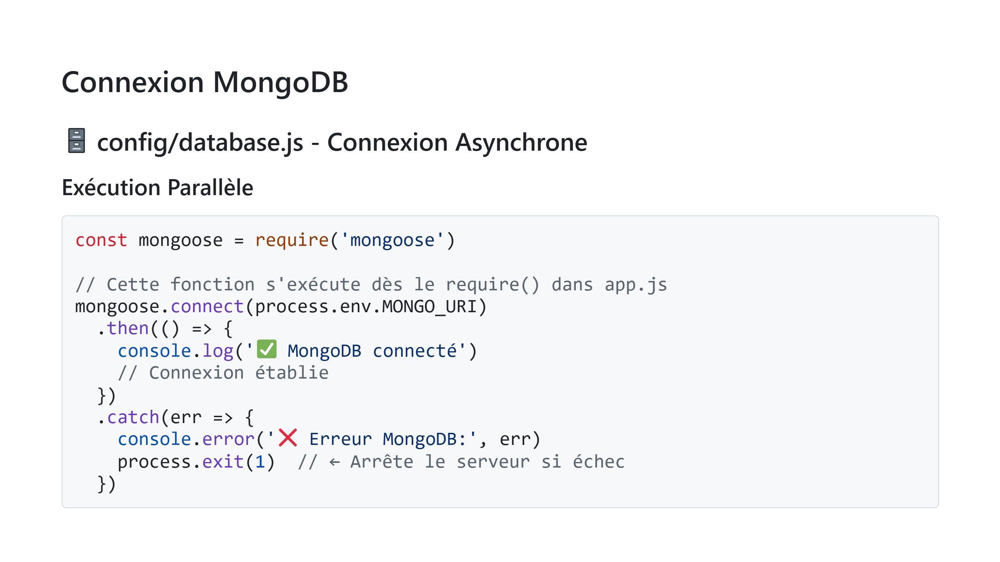 Connexion MongoDB
🗄️ config/database.js - Connexion Asynchrone
Exécution Parallèle
const mongoose = require('mongoose')
// Cette fonction s'exécute dès le require() dans app.js
mongoose.connect(process.env.MONGO_URI)
  .then(() => {
    console.log('✅ MongoDB connecté')
    // Connexion établie
  })
  .catch(err => {
    console.error('❌ Erreur MongoDB:', err)
    process.exit(1)  // ← Arrête le serveur si échec
  })